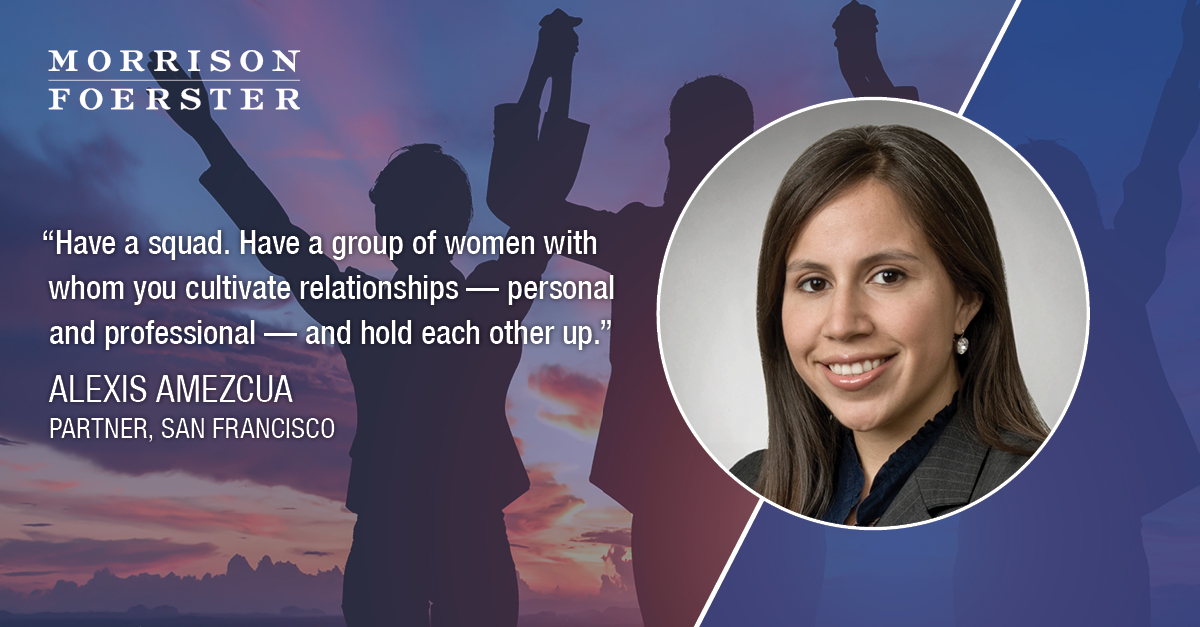 MORRISON
FOERSTER
“Have a squad. Have a group of women with
whom you cultivate relationships — personal
and professional — and hold each other up.”
ALEXIS AMEZCUA
PARTNER, SAN FRANCISCO